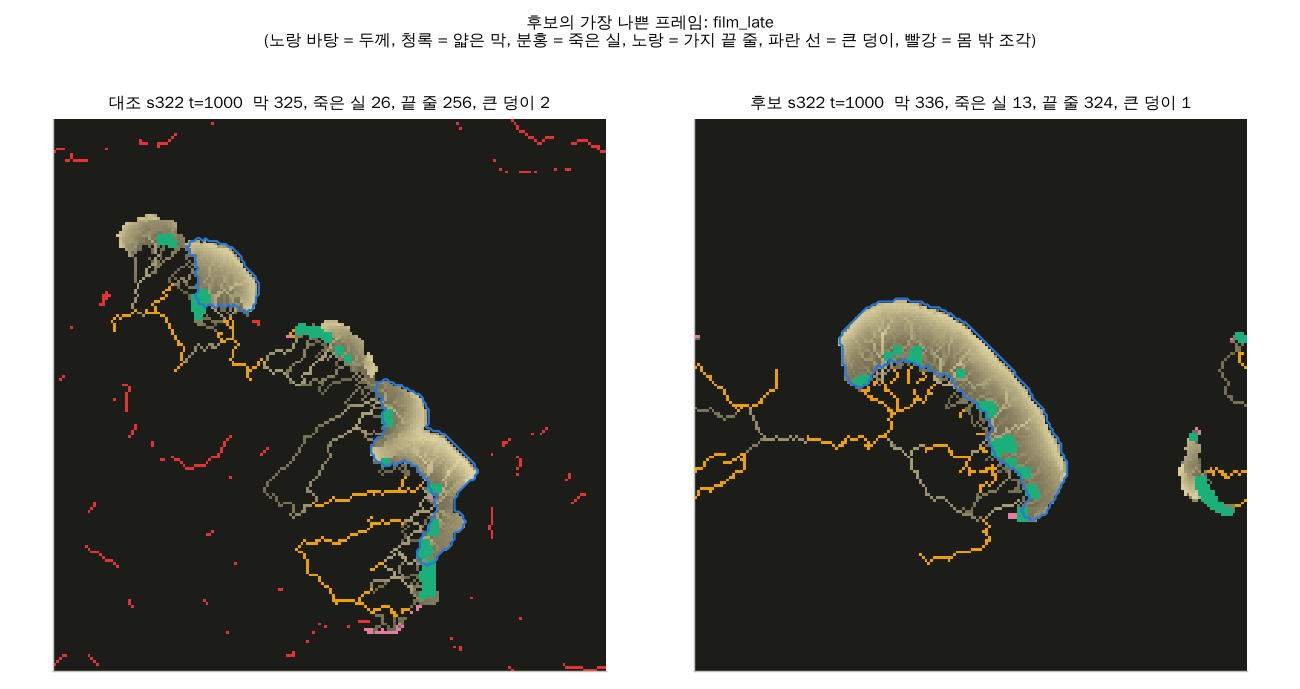 후보의 가장 나쁜 프레임: film_late
(노랑 바탕 = 두께, 청록 = 얇은 막, 분홍 = 죽은 실, 노랑 = 가지 끝 줄, 파란 선 = 큰 덩이, 빨강 = 몸 밖 조각)
대조 s322 t=1000  막 325, 죽은 실 26, 끝 줄 256, 큰 덩이 2
후보 s322 t=1000  막 336, 죽은 실 13, 끝 줄 324, 큰 덩이 1